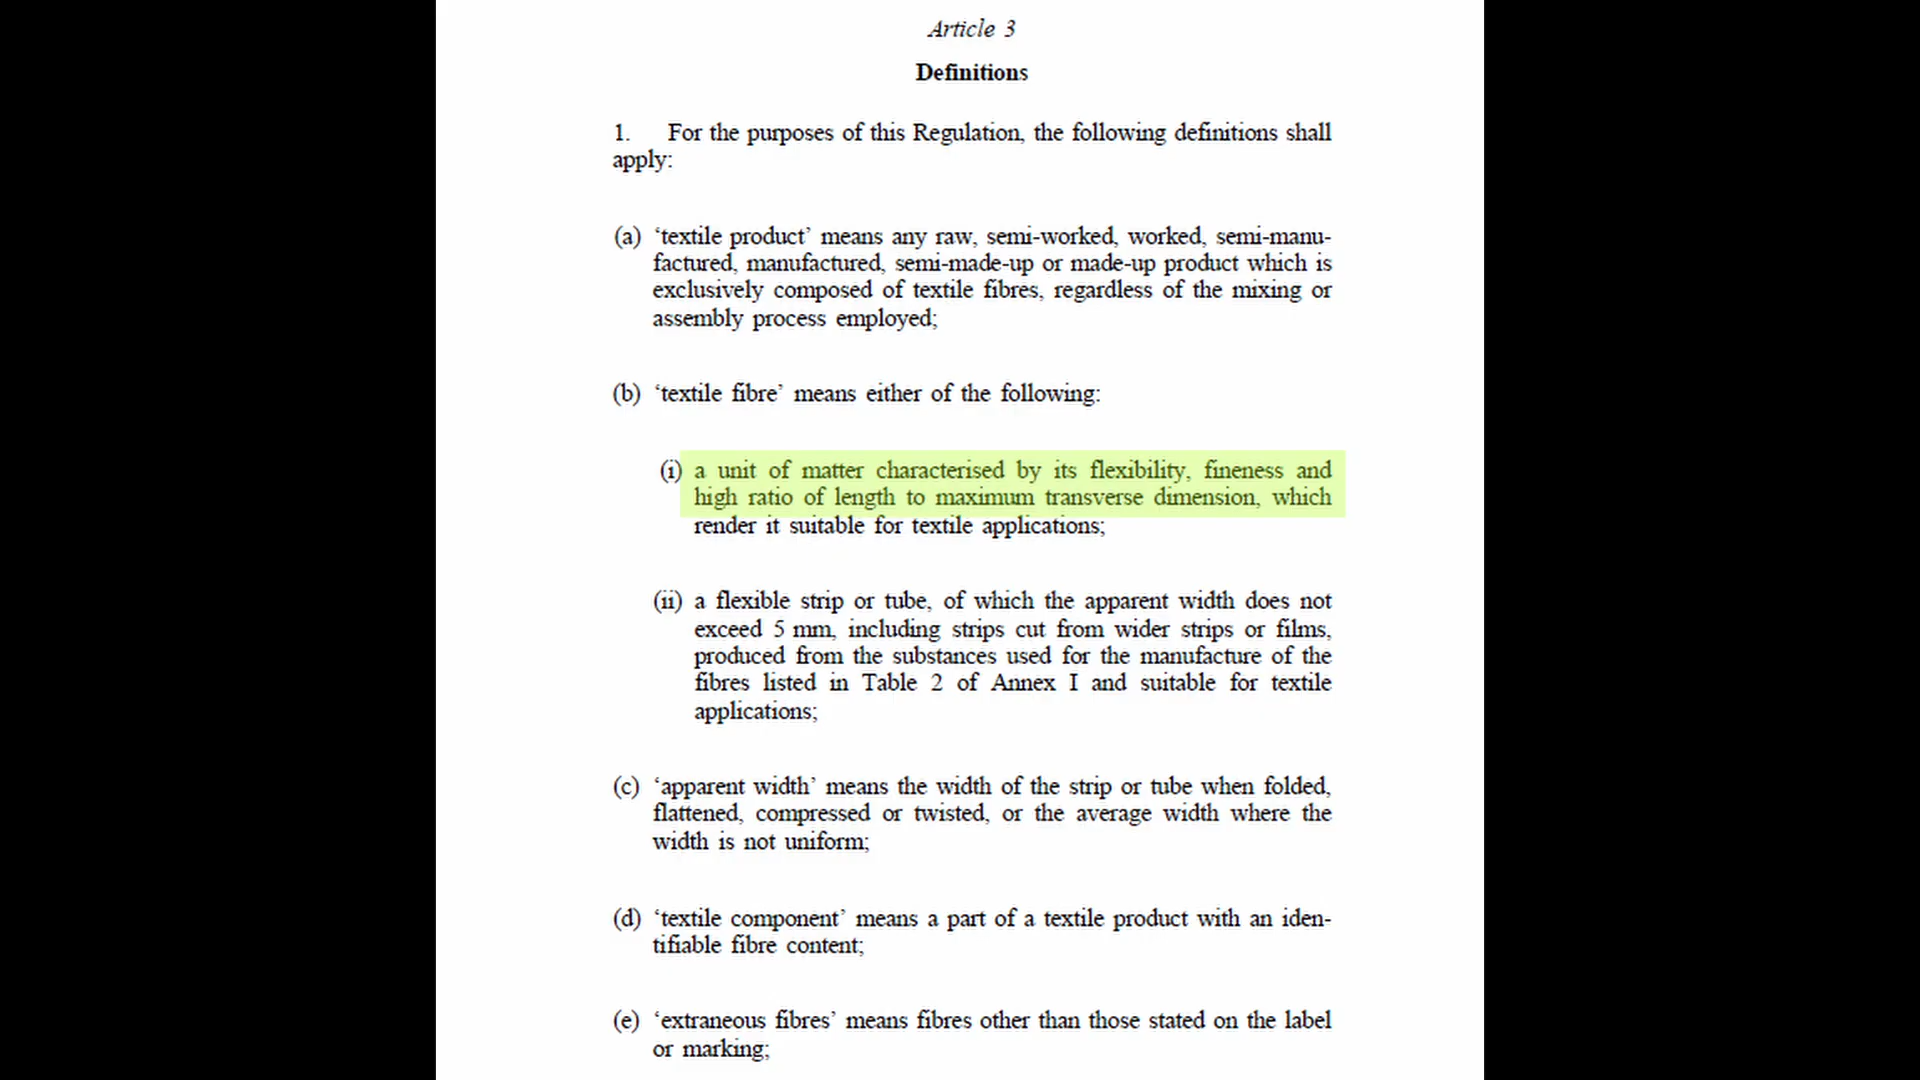 Article 3
Definitions
1. For the purposes of this Regulation, the following definitions shall
apply:
(a) ‘textile product’ means any raw, semi-worked, worked, semi-manu-
factured, manufactured, semi-made-up or made-up product which is
exclusively composed of textile fibres, regardless of the mixing or
assembly process employed;
(b) ‘textile fibre’ means either of the following:
(i) a unit of matter characterised by its flexibility, fineness and
high ratio of length to maximum transverse dimension, which
render it suitable for textile applications;
(ii) a flexible strip or tube, of which the apparent width does not
exceed 5 mm, including strips cut from wider strips or films,
produced from the substances used for the manufacture of the
fibres listed in Table 2 of Annex I and suitable for textile
applications;
(c) ‘apparent width’ means the width of the strip or tube when folded,
flattened, compressed or twisted, or the average width where the
width is not uniform;
(d) ‘textile component’ means a part of a textile product with an iden-
tifiable fibre content;
(e) ‘extraneous fibres’ means fibres other than those stated on the label
or marking;